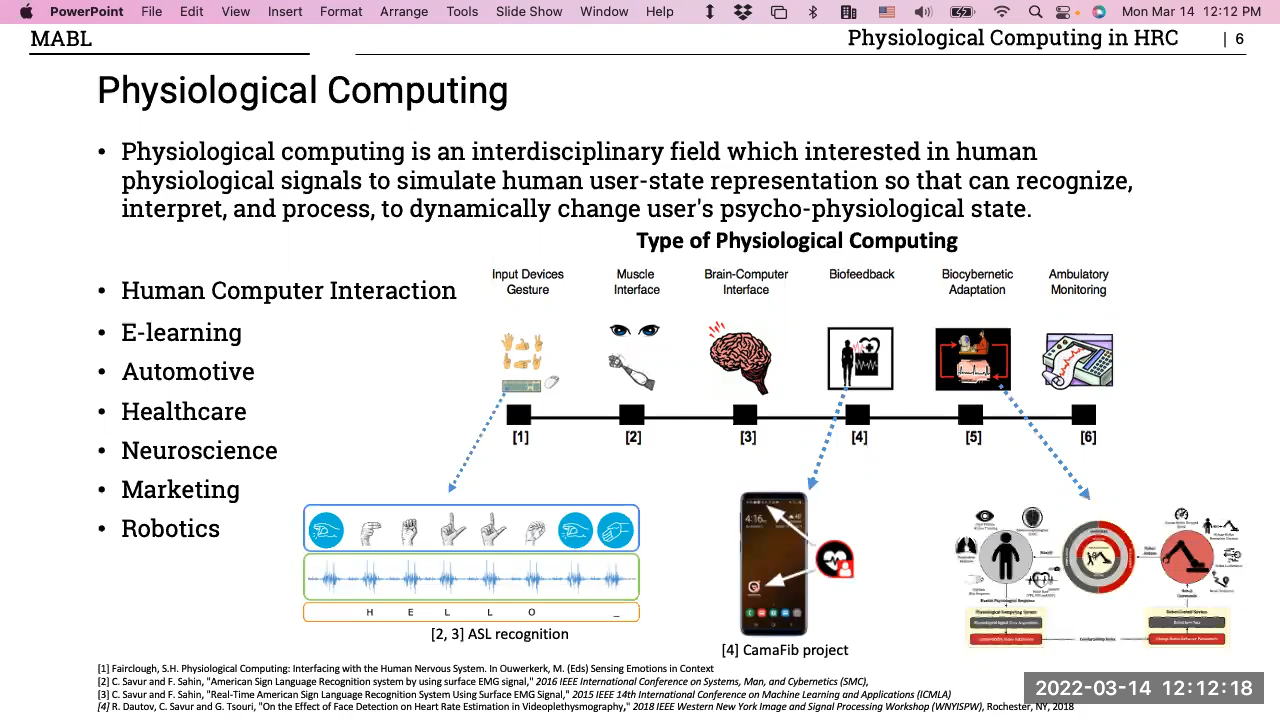 PowerPoint File Edit View Insert Format Arrange Tools Slide Show Window Help Mon Mar 14 12:12 PM
MABL
Physiological Computing in HRC | 6
Physiological Computing
• Physiological computing is an interdisciplinary field which interested in human
physiological signals to simulate human user-state representation so that can recognize,
interpret, and process, to dynamically change user's psycho-physiological state.
Type of Physiological Computing
• Human Computer Interaction
• E-learning
• Automotive
• Healthcare
• Neuroscience
• Marketing
• Robotics
Input Devices
Gesture
Muscle
Interface
Brain-Computer
Interface
Biofeedback
Biocybernetic
Adaptation
Ambulatory
Monitoring
[1] [2] [3] [4] [5] [6]
H E L L O _
[2, 3] ASL recognition
4:16
[4] CamaFib project
[1] Fairclough, S.H. Physiological Computing: Interfacing with the Human Nervous System. In Ouwerkerk, M. (Eds) Sensing Emotions in Context
[2] C. Savur and F. Sahin, "American Sign Language Recognition system by using surface EMG signal," 2016 IEEE International Conference on Systems, Man, and Cybernetics (SMC),
[3] C. Savur and F. Sahin, "Real-Time American Sign Language Recognition System Using Surface EMG Signal," 2015 IEEE 14th International Conference on Machine Learning and Applications (ICMLA)
[4] R. Dautov, C. Savur and G. Tsouri, "On the Effect of Face Detection on Heart Rate Estimation in Videoplethysmography," 2018 IEEE Western New York Image and Signal Processing Workshop (WNYISPW), Rochester, NY, 2018
2022-03-14 12:12:18